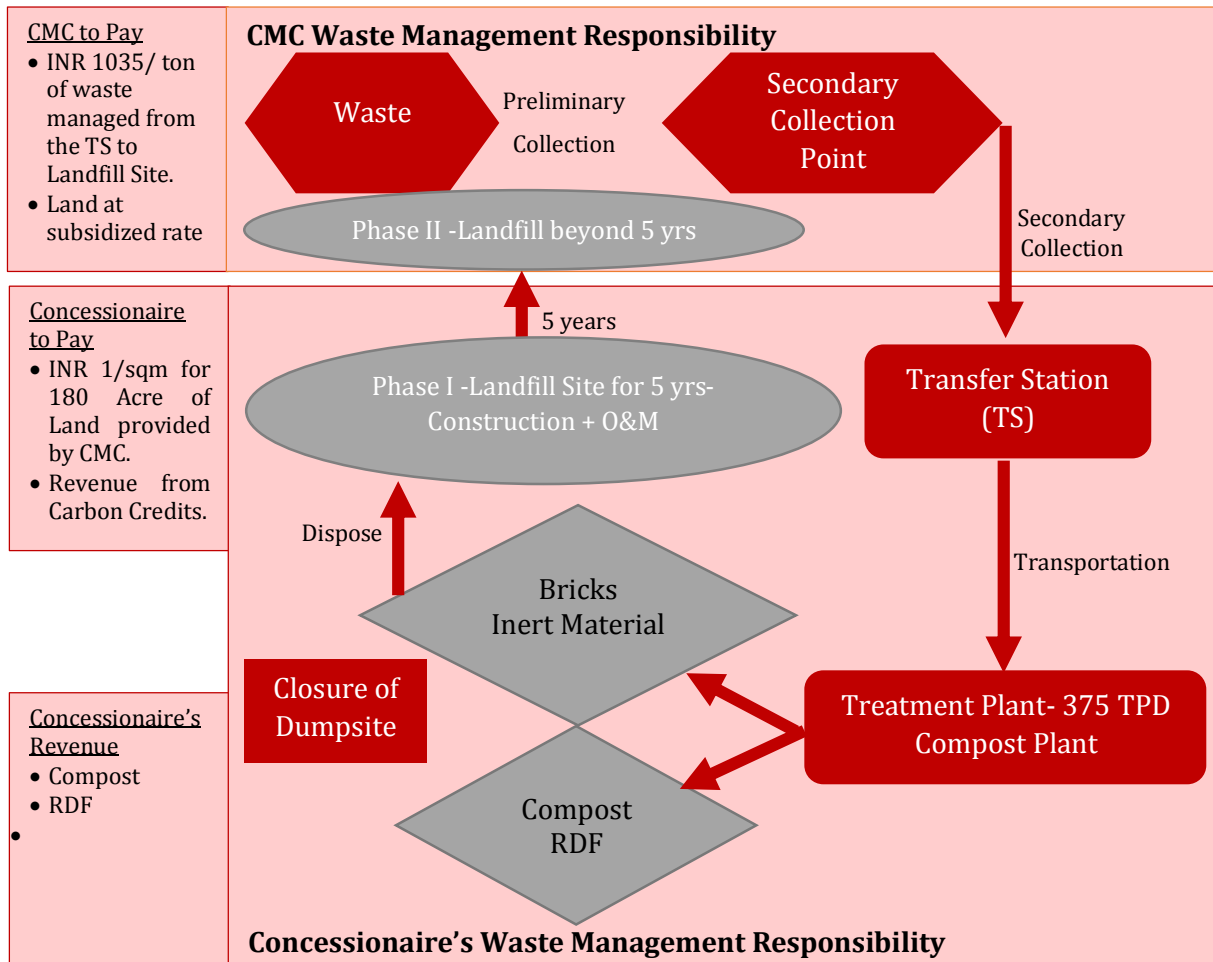 CMC to Pay
• INR 1035/ ton
of waste
managed from
the TS to
Landfill Site.
• Land at
subsidized rate
CMC Waste Management Responsibility
Waste
Preliminary
Collection
Secondary
Collection
Point
Phase II -Landfill beyond 5 yrs
Secondary
Collection
Concessionaire
to Pay
• INR 1/sqm for
180 Acre of
Land provided
by CMC.
• Revenue from
Carbon Credits.
5 years
Phase I -Landfill Site for 5 yrs-
Construction + O&M
Transfer Station
(TS)
Dispose
Transportation
Bricks
Inert Material
Closure of
Dumpsite
Treatment Plant- 375 TPD
Compost Plant
Compost
RDF
Concessionaire’s
Revenue
• Compost
• RDF
•
Concessionaire’s Waste Management Responsibility